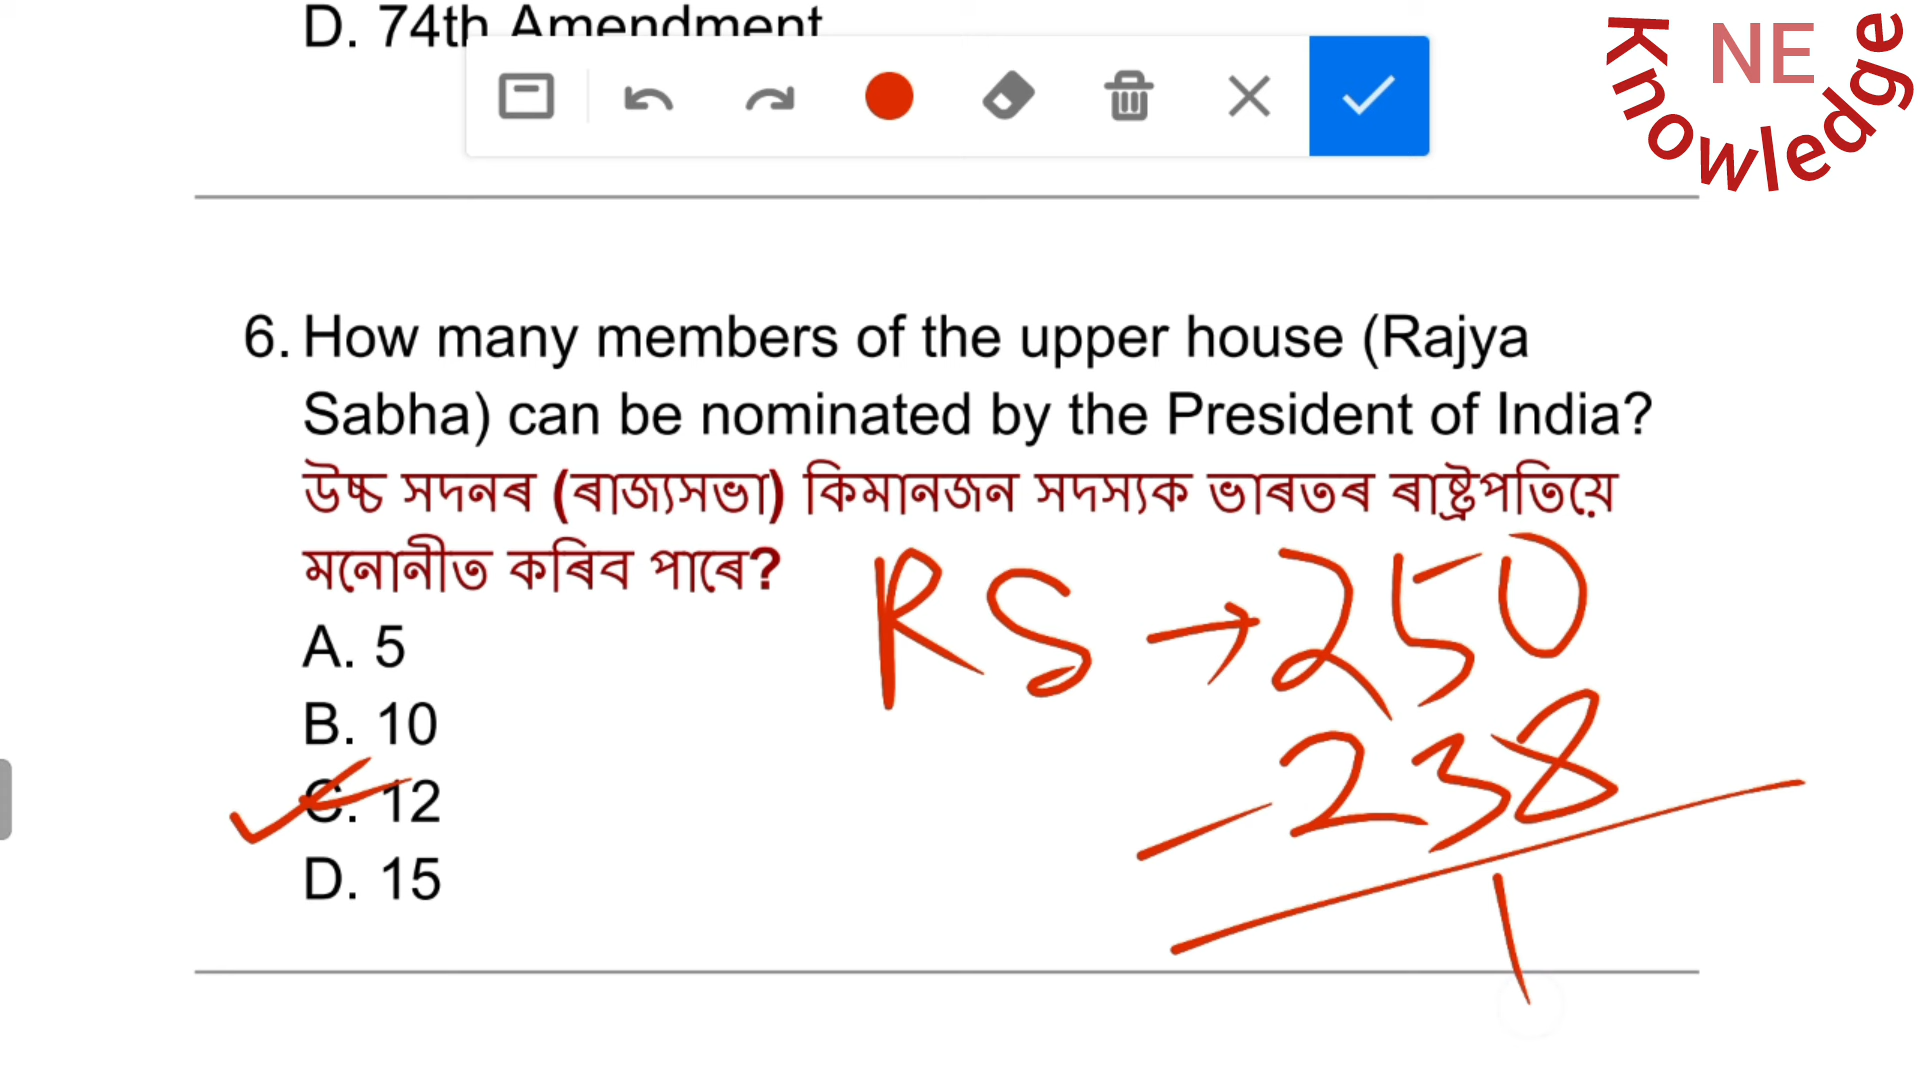 D. 74th Amendment
NE
Knowledge
6. How many members of the upper house (Rajya
Sabha) can be nominated by the President of India?
উচ্চ সদনৰ (ৰাজ্যসভা) কিমানজন সদস্যক ভাৰতৰ ৰাষ্ট্ৰপতিয়ে
মনোনীত কৰিব পাৰে?
RS → 250
A. 5
B. 10
- 238
C. 12
D. 15
1